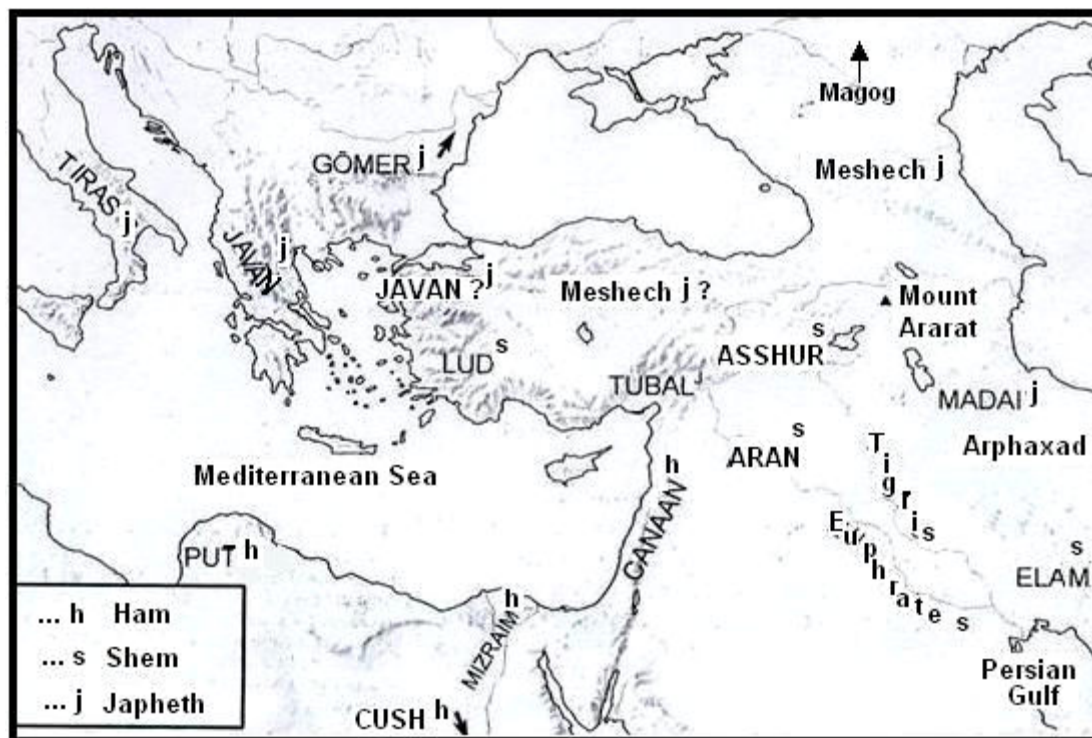 Magog
TIRAS j
GÖMER j
Meshech j
JAVAN j
JAVAN ? j
Meshech j ?
Mount
Ararat
LUD s
TUBAL j
ASSHUR s
MADAI j
ARAN s
Arphaxad
Tigris
Mediterranean Sea
CANAAN h
Euphrates
PUT h
ELAM s
MIZRAIM h
CUSH h
Persian
Gulf
... h Ham
... s Shem
... j Japheth